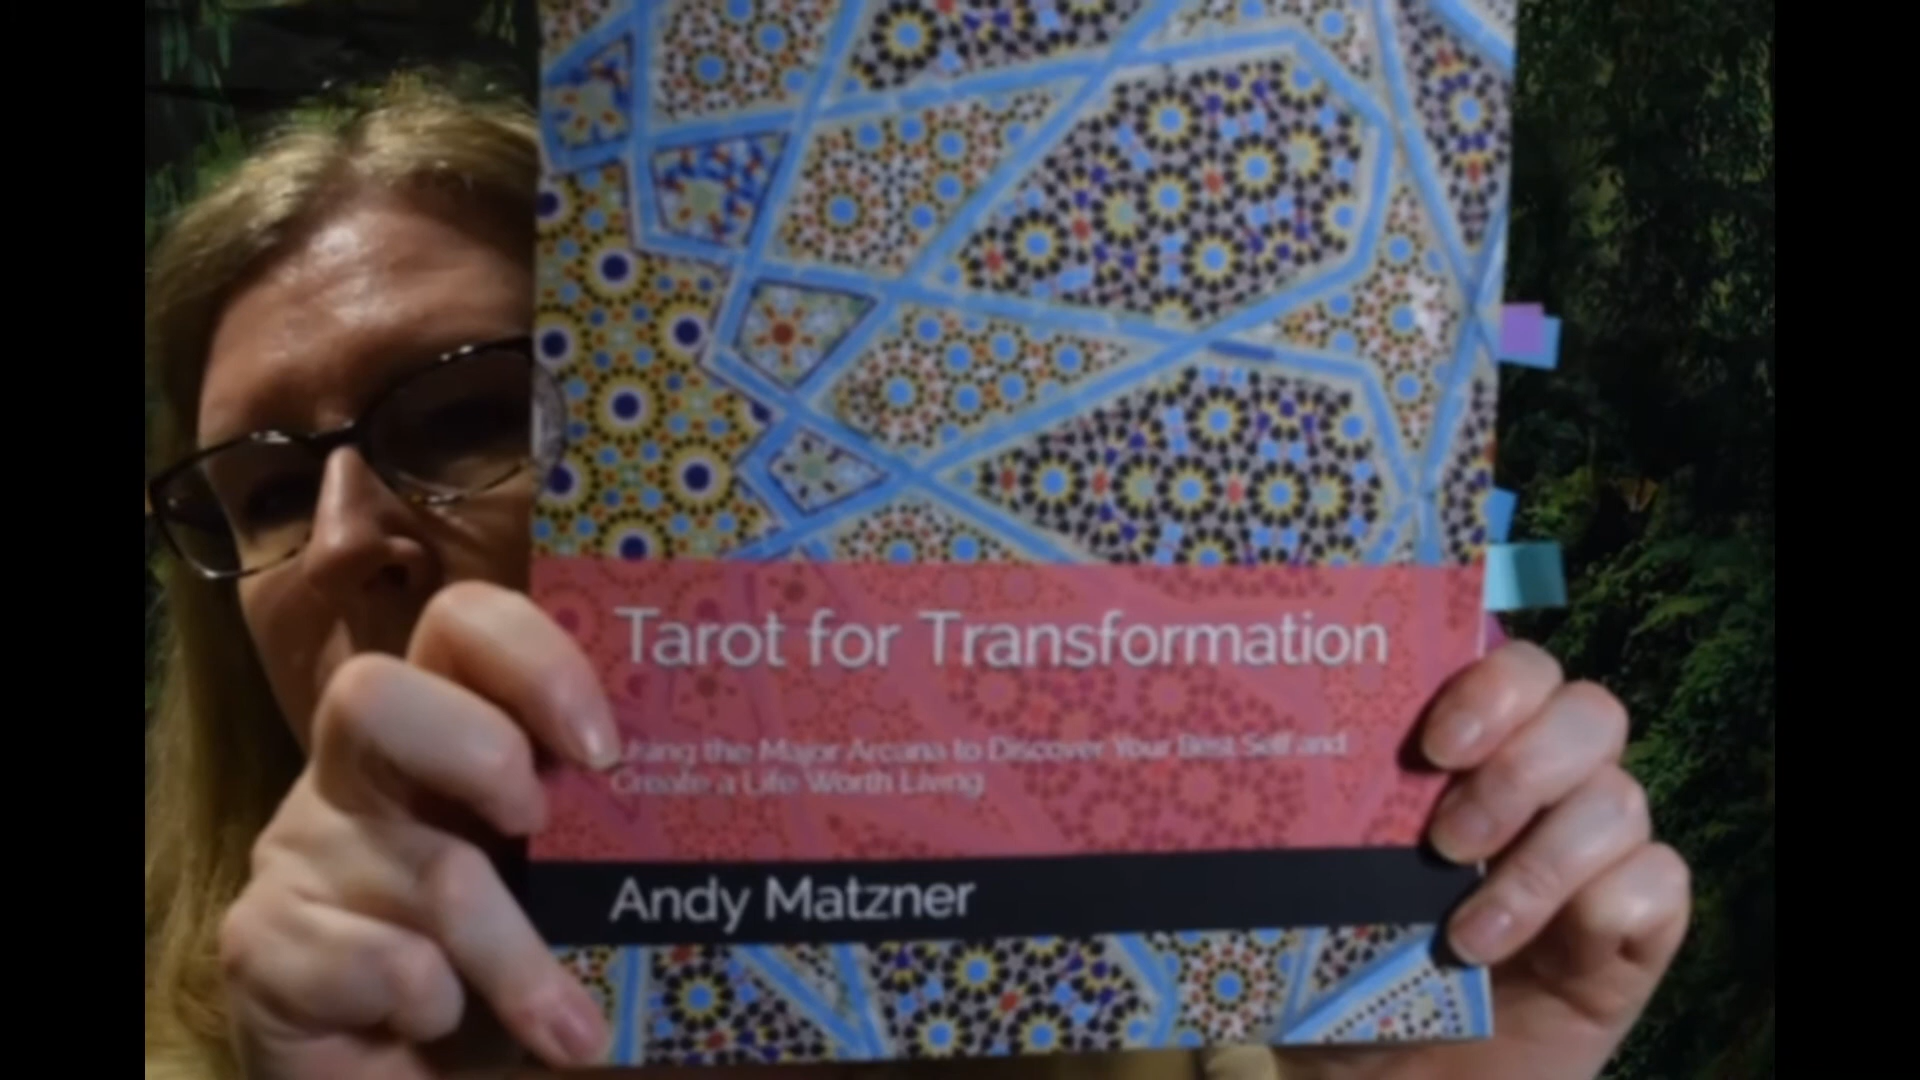 Tarot for Transformation
Using the Major Arcana to Discover Your Best Self and
Create a Life Worth Living
Andy Matzner